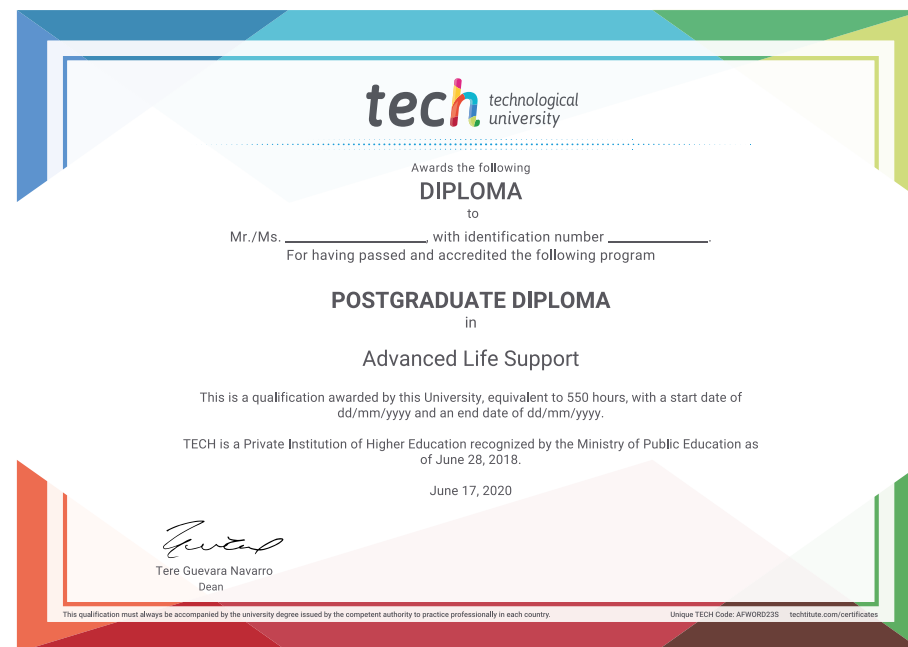 tech technological
university
Awards the following
DIPLOMA
to
Mr./Ms. ____________________, with identification number ______________.
For having passed and accredited the following program
POSTGRADUATE DIPLOMA
in
Advanced Life Support
This is a qualification awarded by this University, equivalent to 550 hours, with a start date of
dd/mm/yyyy and an end date of dd/mm/yyyy.
TECH is a Private Institution of Higher Education recognized by the Ministry of Public Education as
of June 28, 2018.
June 17, 2020
Tere Guevara Navarro
Dean
This qualification must always be accompanied by the university degree issued by the competent authority to practice professionally in each country. Unique TECH Code: AFWORD23S techtitute.com/certificates